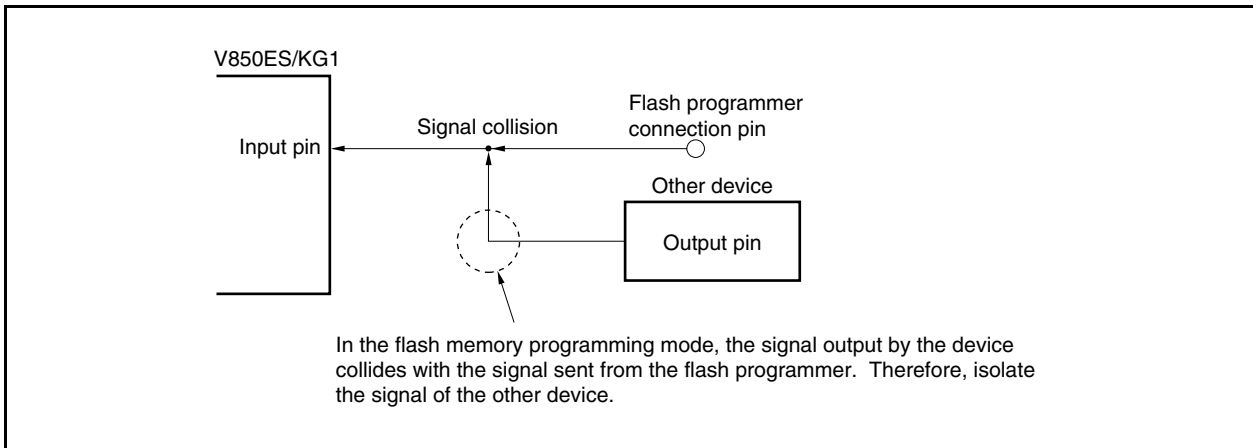 V850ES/KG1
Input pin
Signal collision
Flash programmer
connection pin
Other device
Output pin
In the flash memory programming mode, the signal output by the device
collides with the signal sent from the flash programmer.  Therefore, isolate
the signal of the other device.